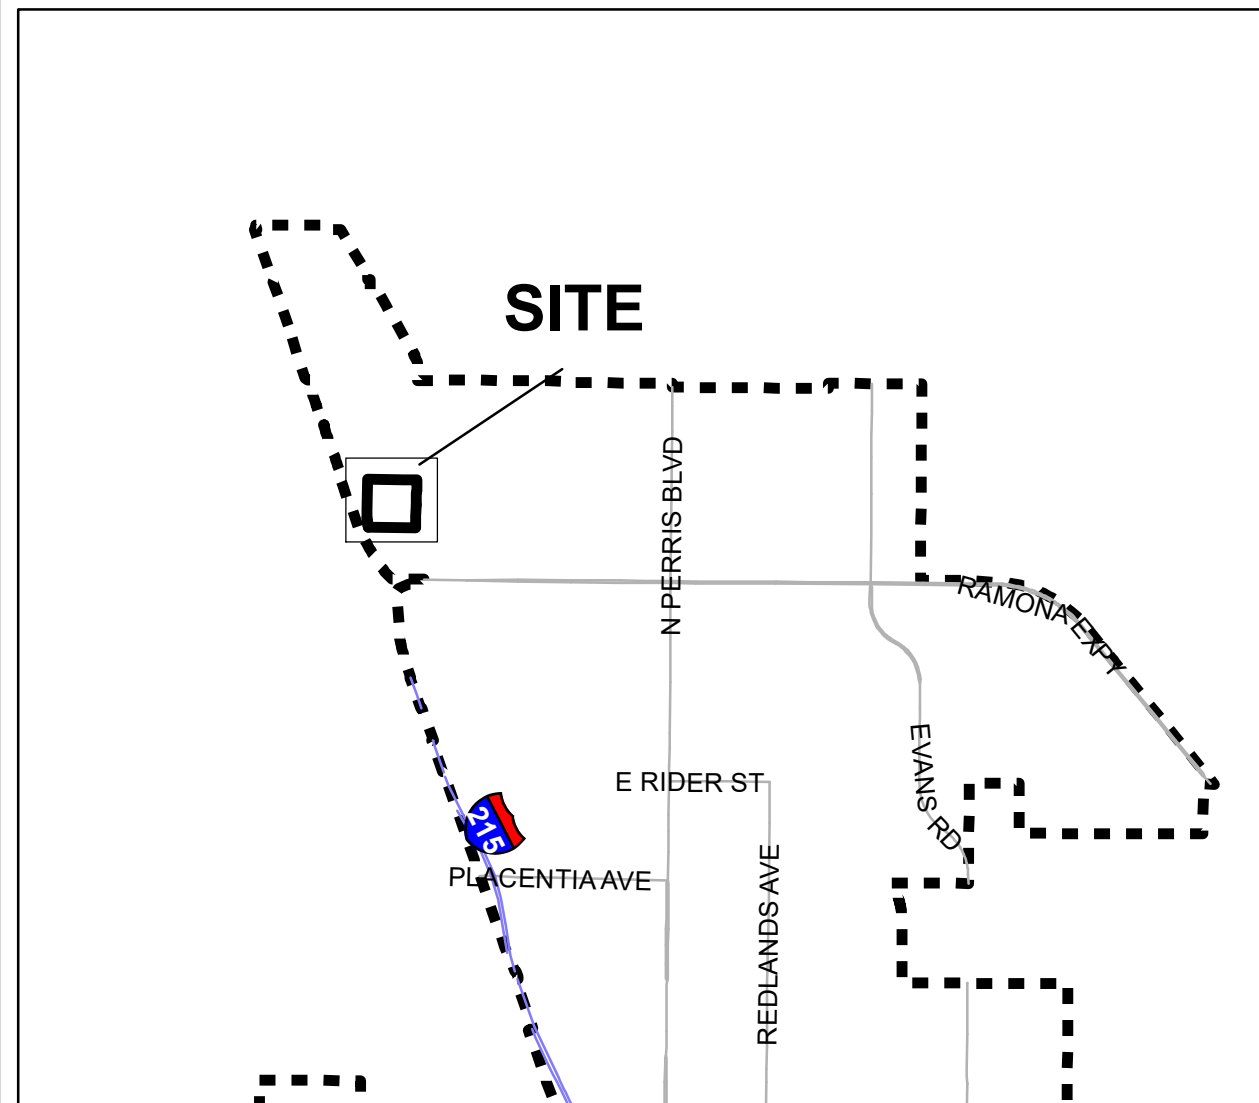 SITE
N PERRIS BLVD
RAMONA EXPY
EVANS RD
E RIDER ST
215
PLACENTIA AVE
REDLANDS AVE